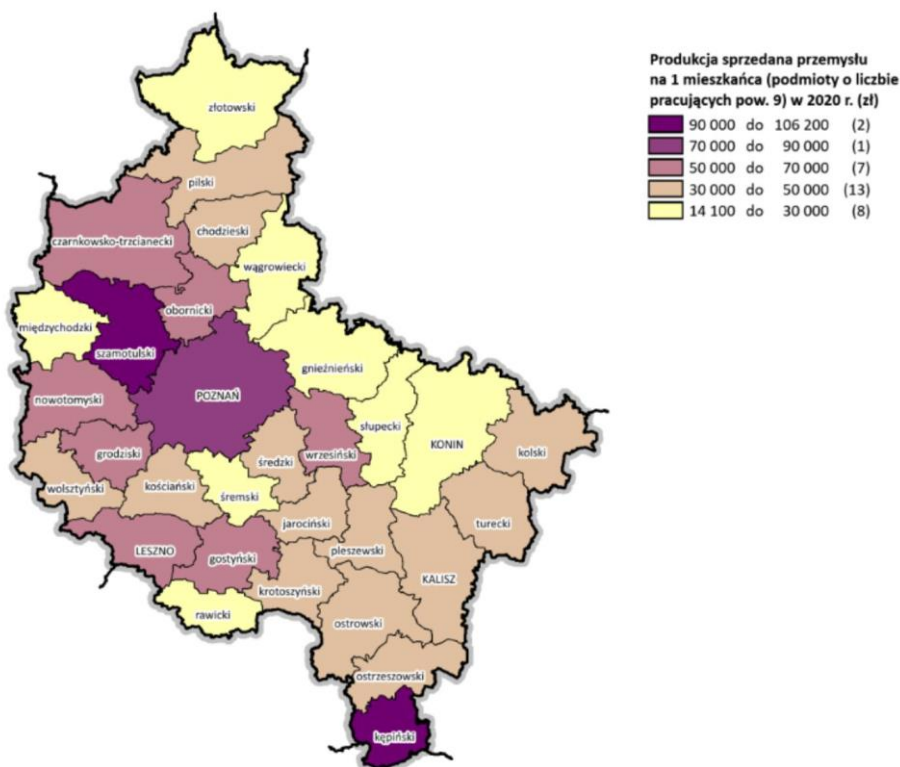 Produkcja sprzedana przemysłu
na 1 mieszkańca (podmioty o liczbie
pracujących pow. 9) w 2020 r. (zł)
90 000 do 106 200 (2)
70 000 do 90 000 (1)
50 000 do 70 000 (7)
30 000 do 50 000 (13)
14 100 do 30 000 (8)
złotowski
pilski
chodzieski
czarnkowsko-trzcianecki
wągrowiecki
obornicki
międzychodzki
szamotulski
gnieźnieński
POZNAŃ
nowotomyski
słupecki
KONIN
kolski
grodziski
średzki
wrzesiński
wolsztyński
kościański
śremski
jarociński
turecki
LESZNO
gostyński
pleszewski
KALISZ
krotoszyński
rawicki
ostrowski
ostrzeszowski
kępiński